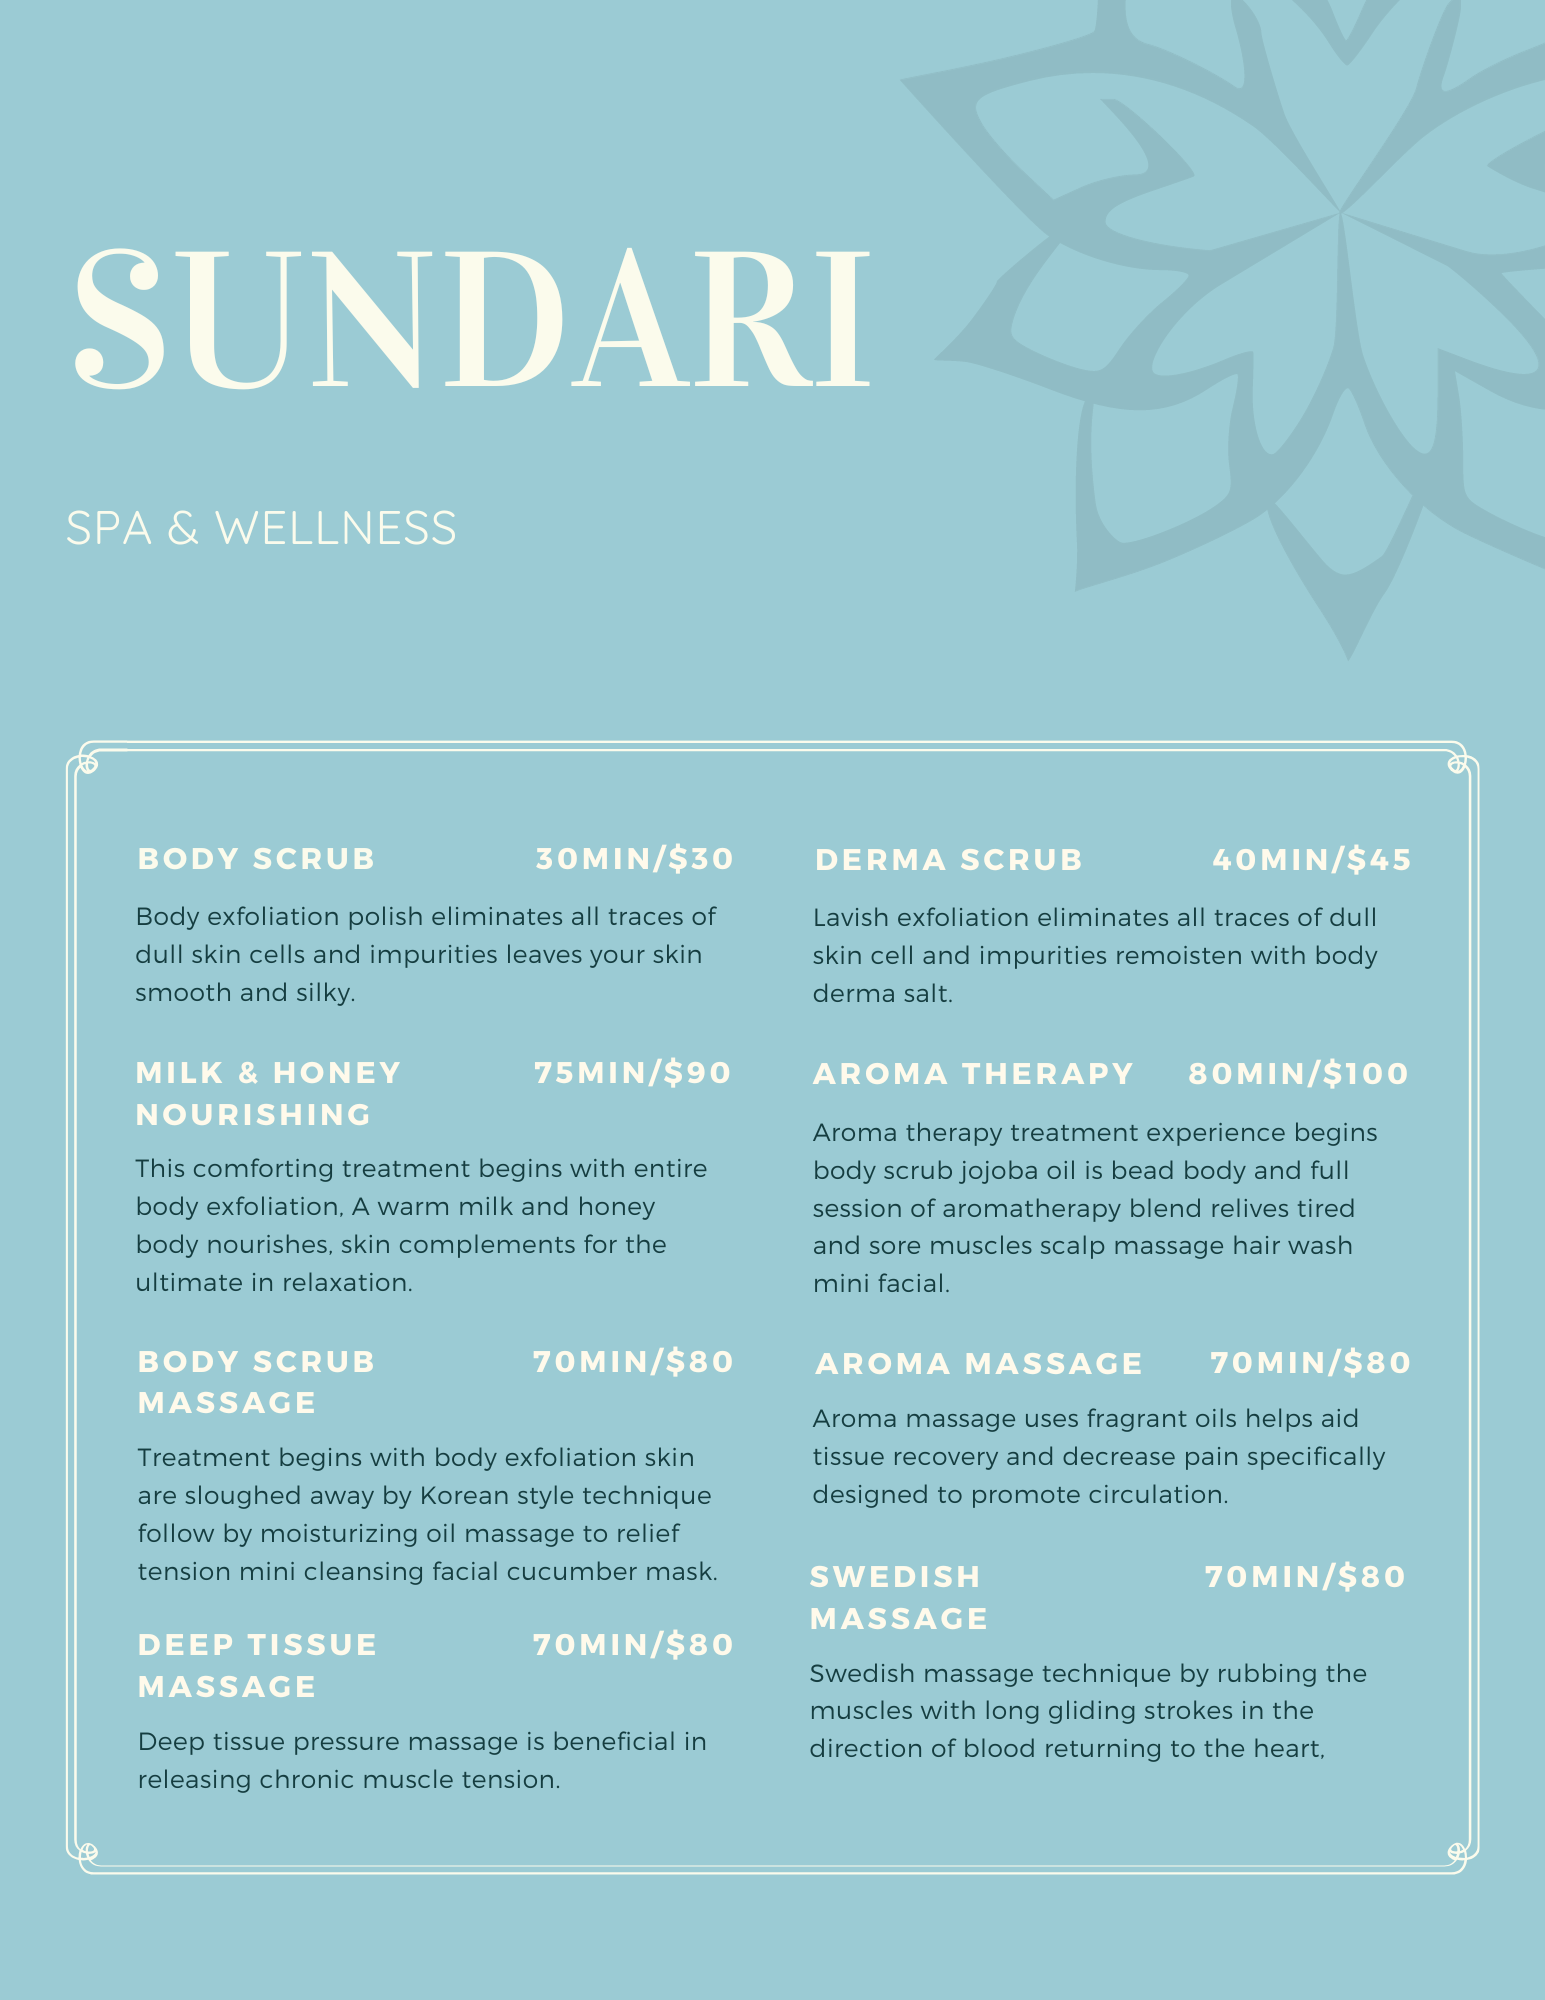 SUNDARI
SPA & WELLNESS
BODY SCRUB 30MIN/$30
Body exfoliation polish eliminates all traces of
dull skin cells and impurities leaves your skin
smooth and silky.
MILK & HONEY 75MIN/$90
NOURISHING
This comforting treatment begins with entire
body exfoliation, A warm milk and honey
body nourishes, skin complements for the
ultimate in relaxation.
BODY SCRUB 70MIN/$80
MASSAGE
Treatment begins with body exfoliation skin
are sloughed away by Korean style technique
follow by moisturizing oil massage to relief
tension mini cleansing facial cucumber mask.
DEEP TISSUE 70MIN/$80
MASSAGE
Deep tissue pressure massage is beneficial in
releasing chronic muscle tension.
DERMA SCRUB 40MIN/$45
Lavish exfoliation eliminates all traces of dull
skin cell and impurities remoisten with body
derma salt.
AROMA THERAPY 80MIN/$100
Aroma therapy treatment experience begins
body scrub jojoba oil is bead body and full
session of aromatherapy blend relives tired
and sore muscles scalp massage hair wash
mini facial.
AROMA MASSAGE 70MIN/$80
Aroma massage uses fragrant oils helps aid
tissue recovery and decrease pain specifically
designed to promote circulation.
SWEDISH 70MIN/$80
MASSAGE
Swedish massage technique by rubbing the
muscles with long gliding strokes in the
direction of blood returning to the heart,